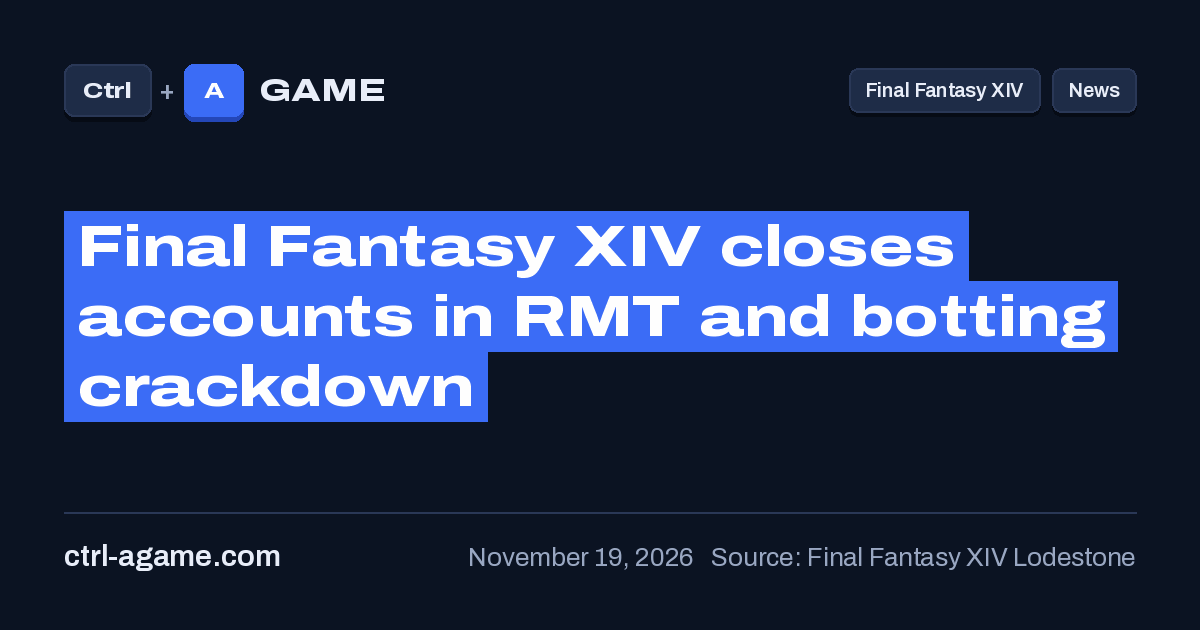 Ctrl + A GAME
Final Fantasy XIV News
Final Fantasy XIV closes
accounts in RMT and botting
crackdown
ctrl-agame.com
November 19, 2026 Source: Final Fantasy XIV Lodestone